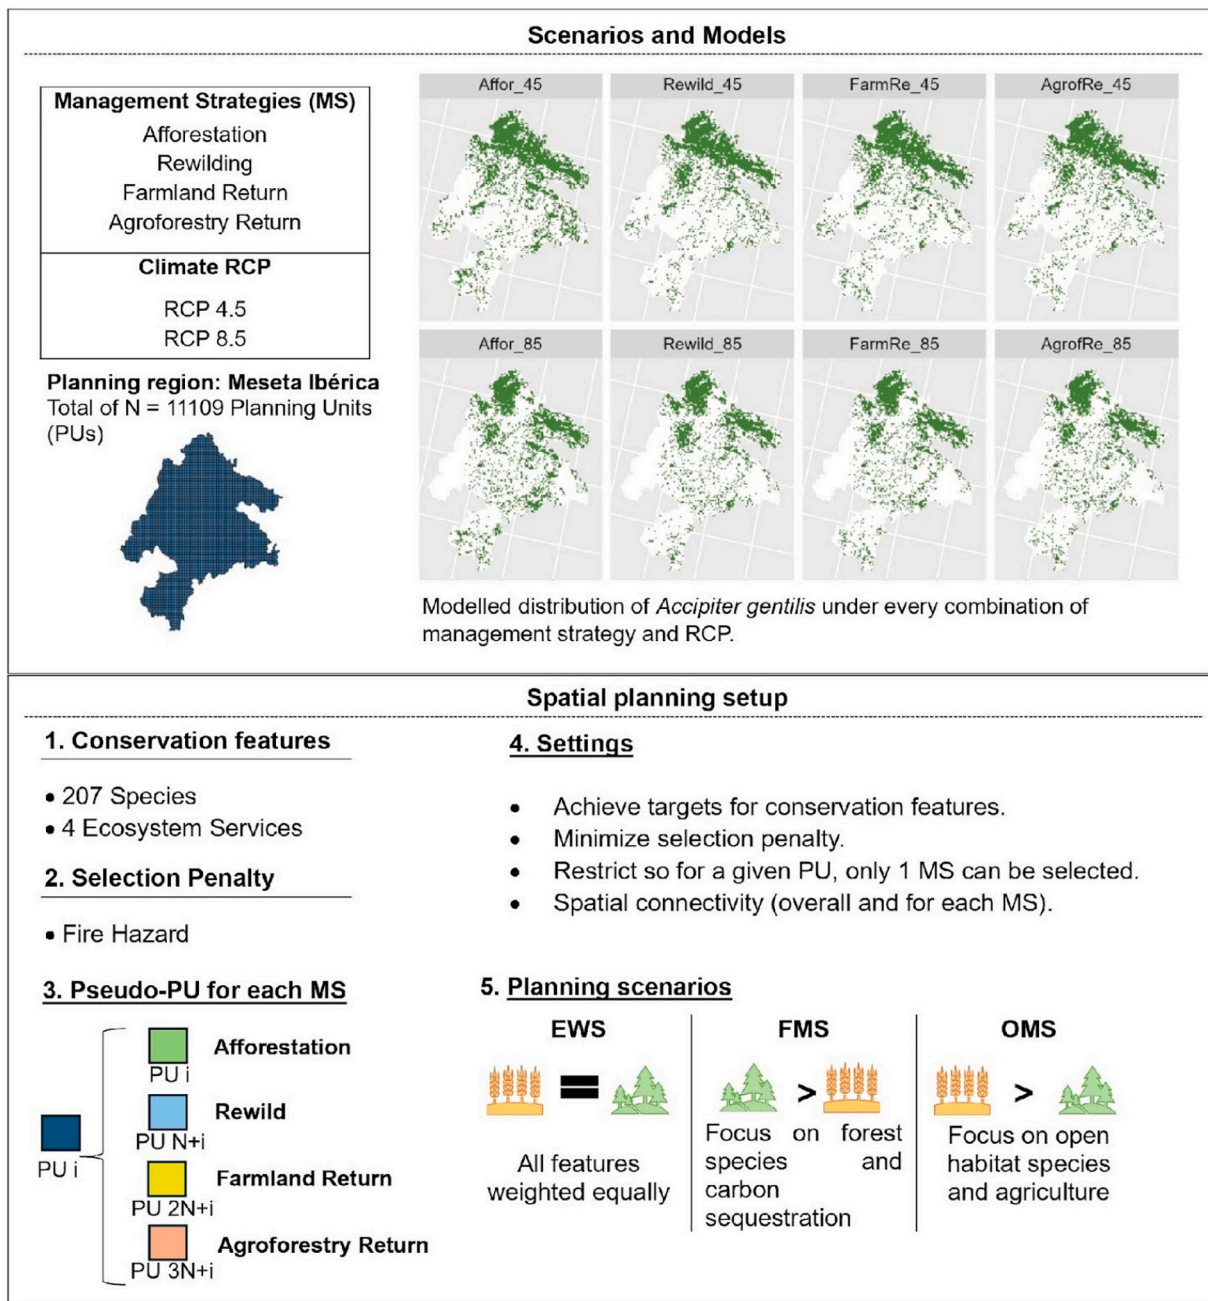 Scenarios and Models
Management Strategies (MS)
Afforestation
Rewilding
Farmland Return
Agroforestry Return
Climate RCP
RCP 4.5
RCP 8.5
Planning region: Meseta Ibérica
Total of N = 11109 Planning Units
(PUs)
Affor_45
Rewild_45
FarmRe_45
AgrofRe_45
Affor_85
Rewild_85
FarmRe_85
AgrofRe_85
Modelled distribution of Accipiter gentilis under every combination of
management strategy and RCP.
Spatial planning setup
1. Conservation features
• 207 Species
• 4 Ecosystem Services
2. Selection Penalty
• Fire Hazard
3. Pseudo-PU for each MS
PU i
Afforestation
PU i
Rewild
PU N+i
Farmland Return
PU 2N+i
Agroforestry Return
PU 3N+i
4. Settings
• Achieve targets for conservation features.
• Minimize selection penalty.
• Restrict so for a given PU, only 1 MS can be selected.
• Spatial connectivity (overall and for each MS).
5. Planning scenarios
EWS
=
All features
weighted equally
FMS
>
Focus on forest
species and
carbon
sequestration
OMS
>
Focus on open
habitat species
and agriculture